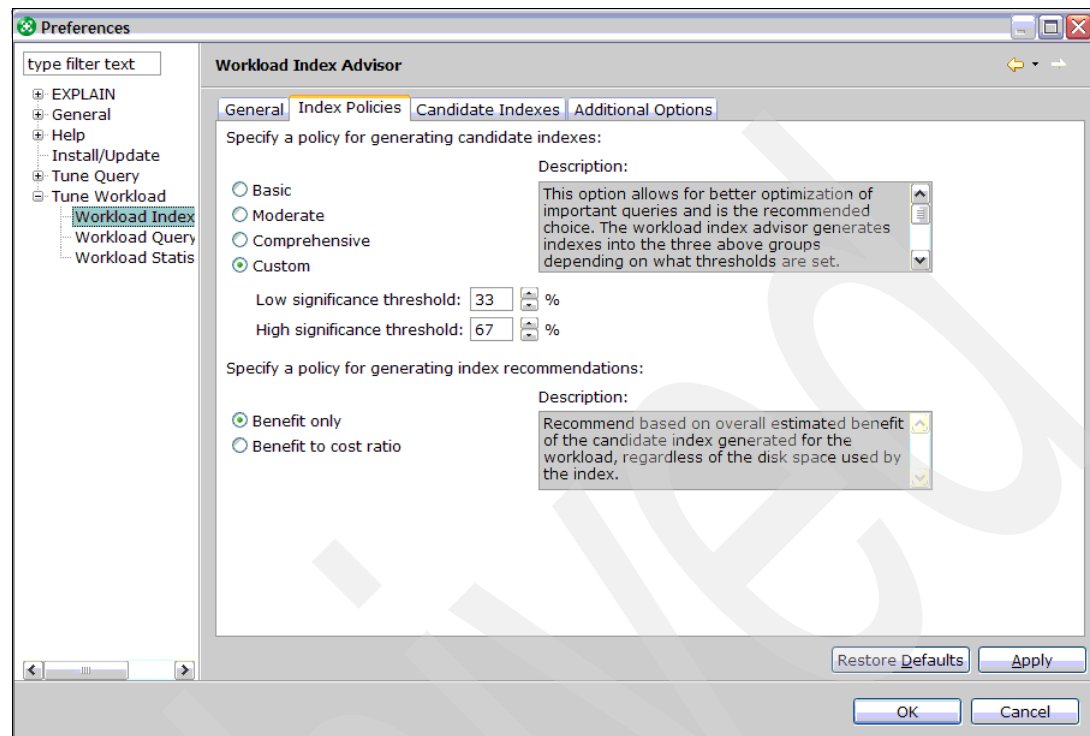 Preferences
type filter text
EXPLAIN
General
Help
Install/Update
Tune Query
Tune Workload
Workload Index
Workload Query
Workload Statis
Workload Index Advisor
General Index Policies Candidate Indexes Additional Options
Specify a policy for generating candidate indexes:
Basic
Moderate
Comprehensive
Custom
Description:
This option allows for better optimization of
important queries and is the recommended
choice. The workload index advisor generates
indexes into the three above groups
depending on what thresholds are set.
Low significance threshold: 33 %
High significance threshold: 67 %
Specify a policy for generating index recommendations:
Benefit only
Benefit to cost ratio
Description:
Recommend based on overall estimated benefit
of the candidate index generated for the
workload, regardless of the disk space used by
the index.
Restore Defaults Apply
OK Cancel